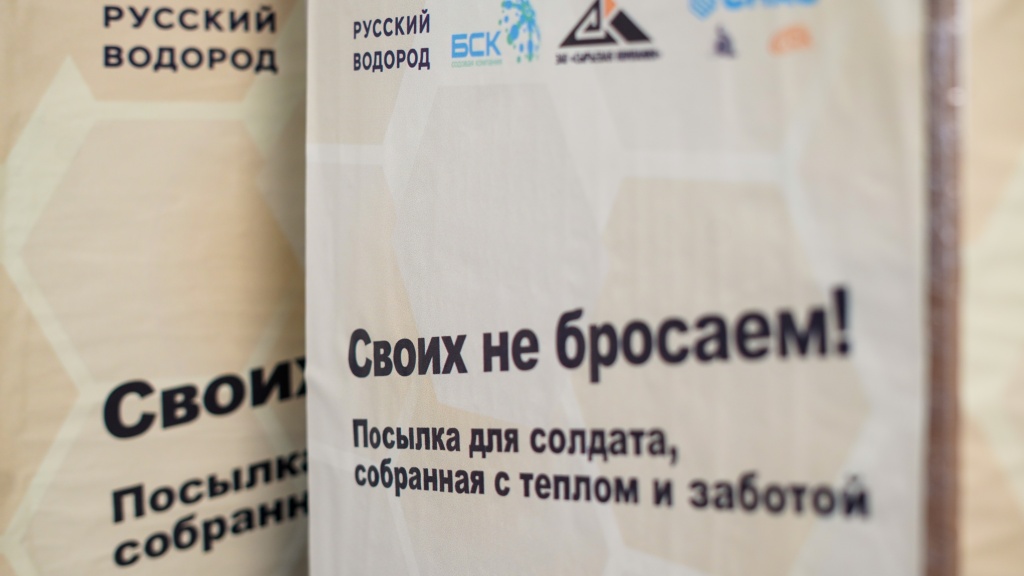 РУССКИЙ
ВОДОРОД
Своих
Посылка
собранн
РУССКИЙ
ВОДОРОД
БСК
Своих не бросаем!
Посылка для солдата,
собранная с теплом и заботой